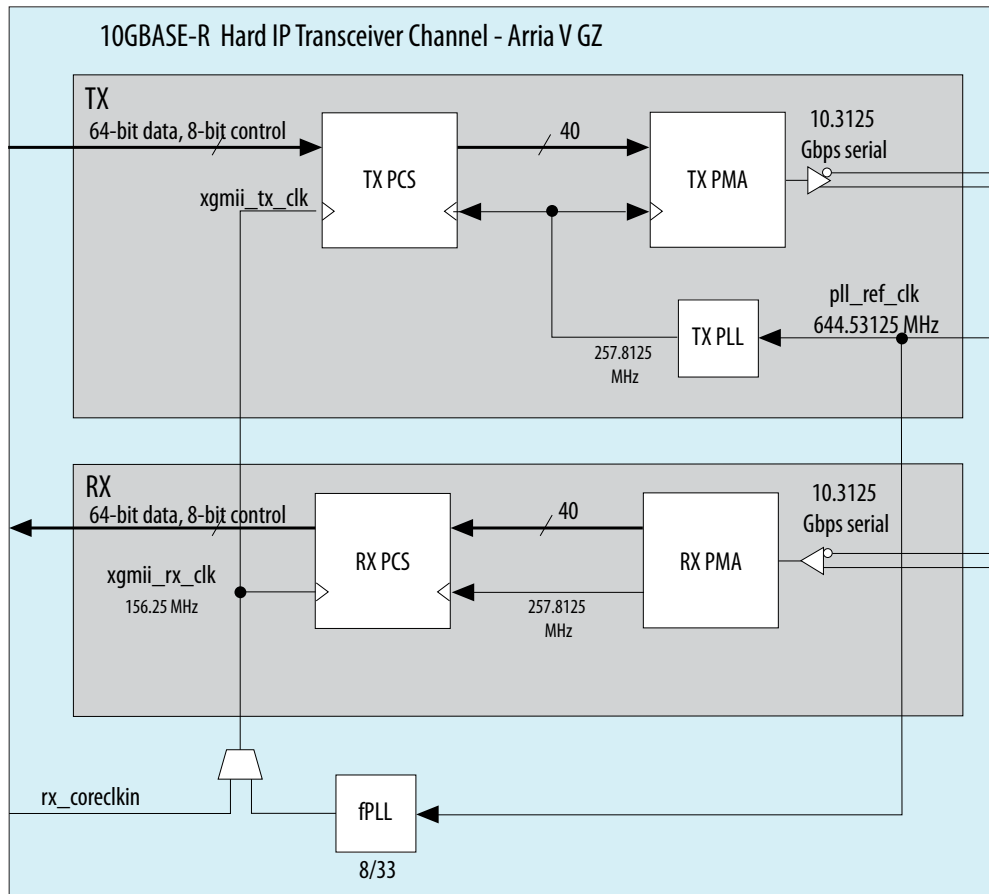 10GBASE-R Hard IP Transceiver Channel - Arria V GZ
TX
64-bit data, 8-bit control
40
10.3125
Gbps serial
TX PCS
TX PMA
xgmii_tx_clk
pll_ref_clk
644.53125 MHz
TX PLL
257.8125
MHz
RX
64-bit data, 8-bit control
40
10.3125
Gbps serial
RX PCS
RX PMA
xgmii_rx_clk
156.25 MHz
257.8125
MHz
rx_coreclkin
fPLL
8/33